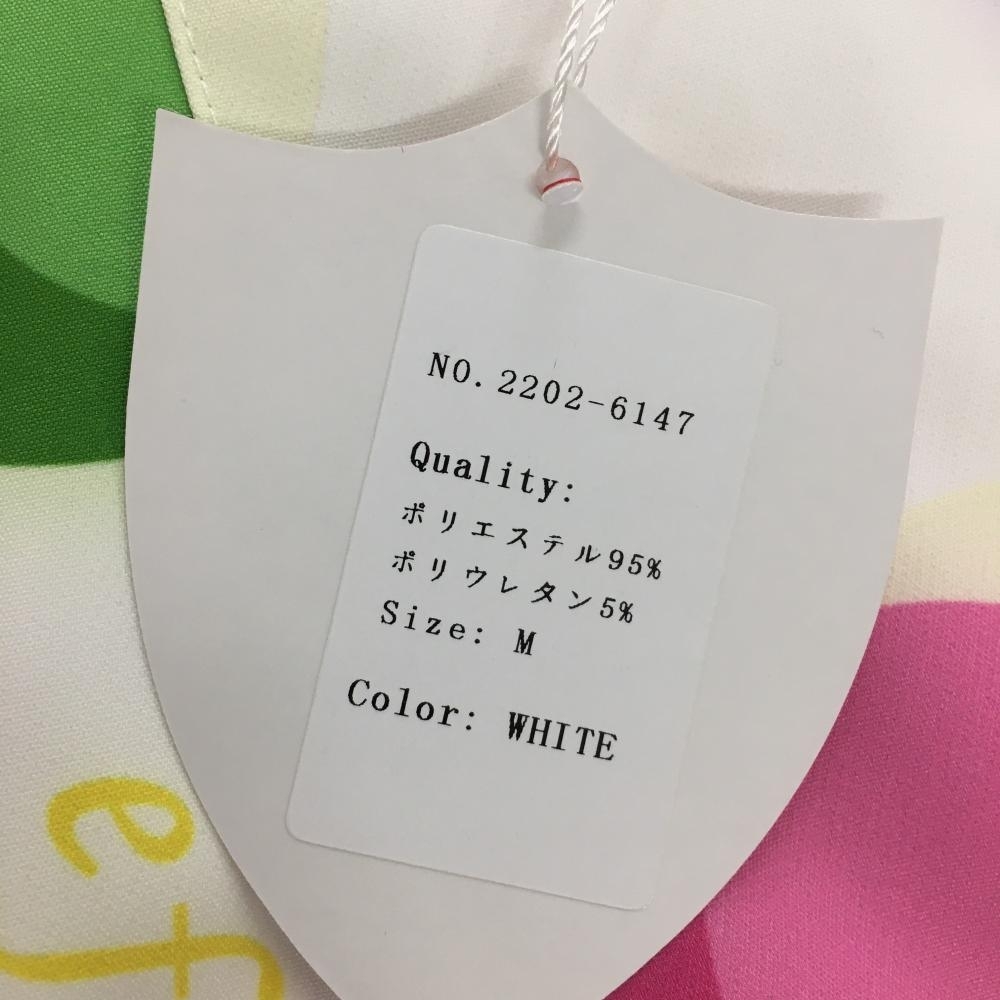 NO.2202-6147
Quality:
ポリエステル95%
ポリウレタン5%
Size: M
Color: WHITE
ef